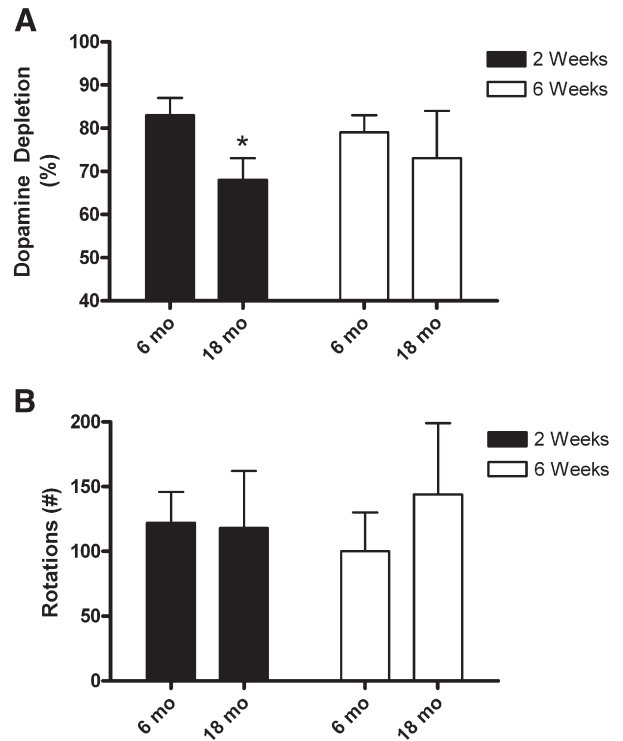 A
Dopamine Depletion
(%)
100
90
80
70
60
50
40
*
6 mo
18 mo
6 mo
18 mo
2 Weeks
6 Weeks
B
Rotations (#)
200
150
100
50
0
6 mo
18 mo
6 mo
18 mo
2 Weeks
6 Weeks